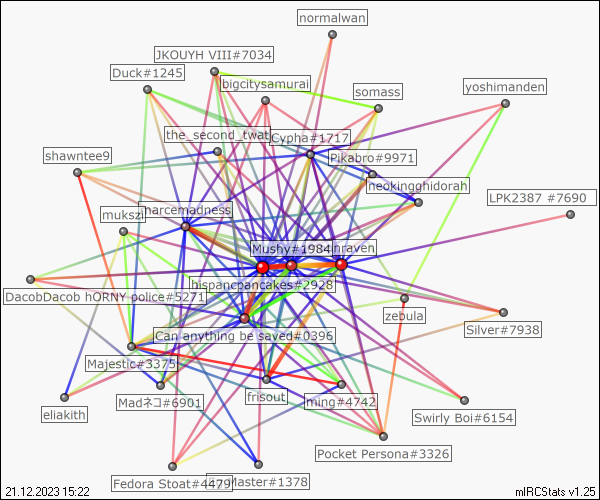 normalwan
JKOUYH VIII#7034
Duck#1245
bigcitysamurai
yoshimanden
somass
the_second_twat
Cypha#1717
shawntee9
Pikabro#9971
neokingghidorah
LPK2387 #7690
mukszi
narcemadness
Mushy#1984
nraven
hispancpancakes#2928
DacobDacob hORNY police#5271
zebula
Silver#7938
Can anything be saved#0396
Majestic#3375
Madネコ#6901
frisout
ming#4742
eliakith
Swirly Boi#6154
Pocket Persona#3326
Fedora Stoat#4479
Master#1378
21.12.2023 15:22
mIRCStats v1.25